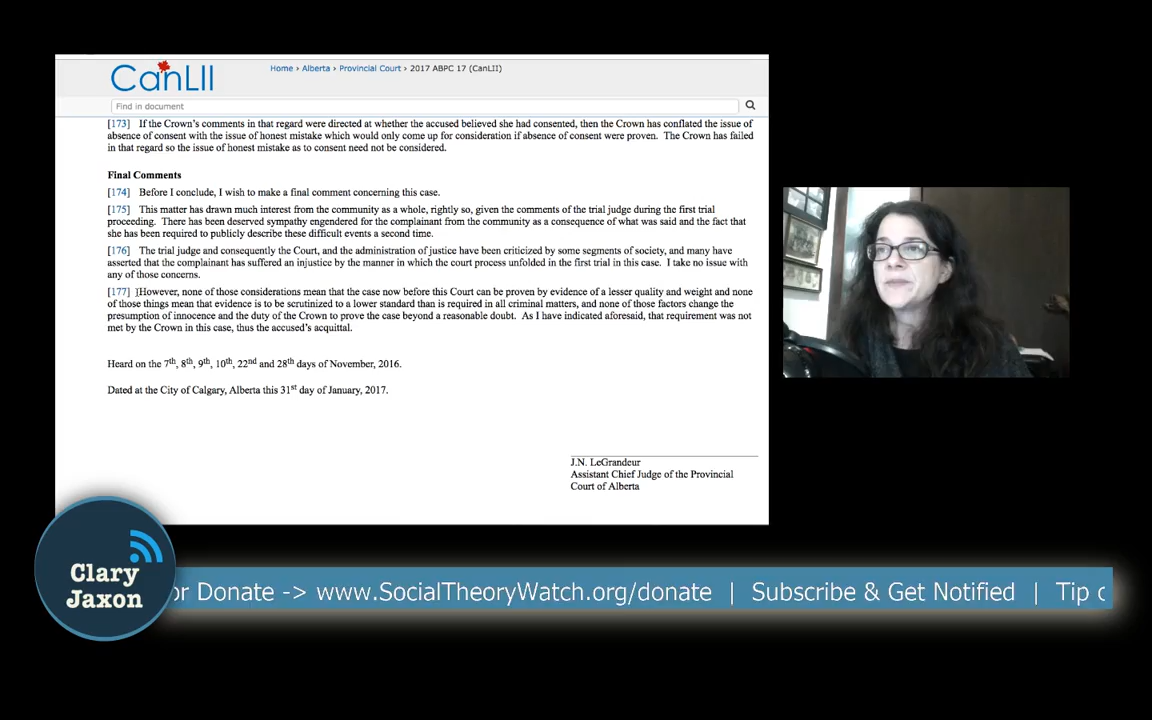 CanLII
Home › Alberta › Provincial Court › 2017 ABPC 17 (CanLII)
Find in document
[173] If the Crown's comments in that regard were directed at whether the accused believed she had consented, then the Crown has conflated the issue of
absence of consent with the issue of honest mistake which would only come up for consideration if absence of consent were proven. The Crown has failed
in that regard so the issue of honest mistake as to consent need not be considered.
Final Comments
[174] Before I conclude, I wish to make a final comment concerning this case.
[175] This matter has drawn much interest from the community as a whole, rightly so, given the comments of the trial judge during the first trial
proceeding. There has been deserved sympathy engendered for the complainant from the community as a consequence of what was said and the fact that
she has been required to publicly describe these difficult events a second time.
[176] The trial judge and consequently the Court, and the administration of justice have been criticized by some segments of society, and many have
asserted that the complainant has suffered an injustice by the manner in which the court process unfolded in the first trial in this case. I take no issue with
any of those concerns.
[177] However, none of those considerations mean that the case now before this Court can be proven by evidence of a lesser quality and weight and none
of those things mean that evidence is to be scrutinized to a lower standard than is required in all criminal matters, and none of those factors change the
presumption of innocence and the duty of the Crown to prove the case beyond a reasonable doubt. As I have indicated aforesaid, that requirement was not
met by the Crown in this case, thus the accused's acquittal.
Heard on the 7th, 8th, 9th, 10th, 22nd and 28th days of November, 2016.
Dated at the City of Calgary, Alberta this 31st day of January, 2017.
J.N. LeGrandeur
Assistant Chief Judge of the Provincial
Court of Alberta
Clary
Jaxon
or Donate -> www.SocialTheoryWatch.org/donate | Subscribe & Get Notified | Tip